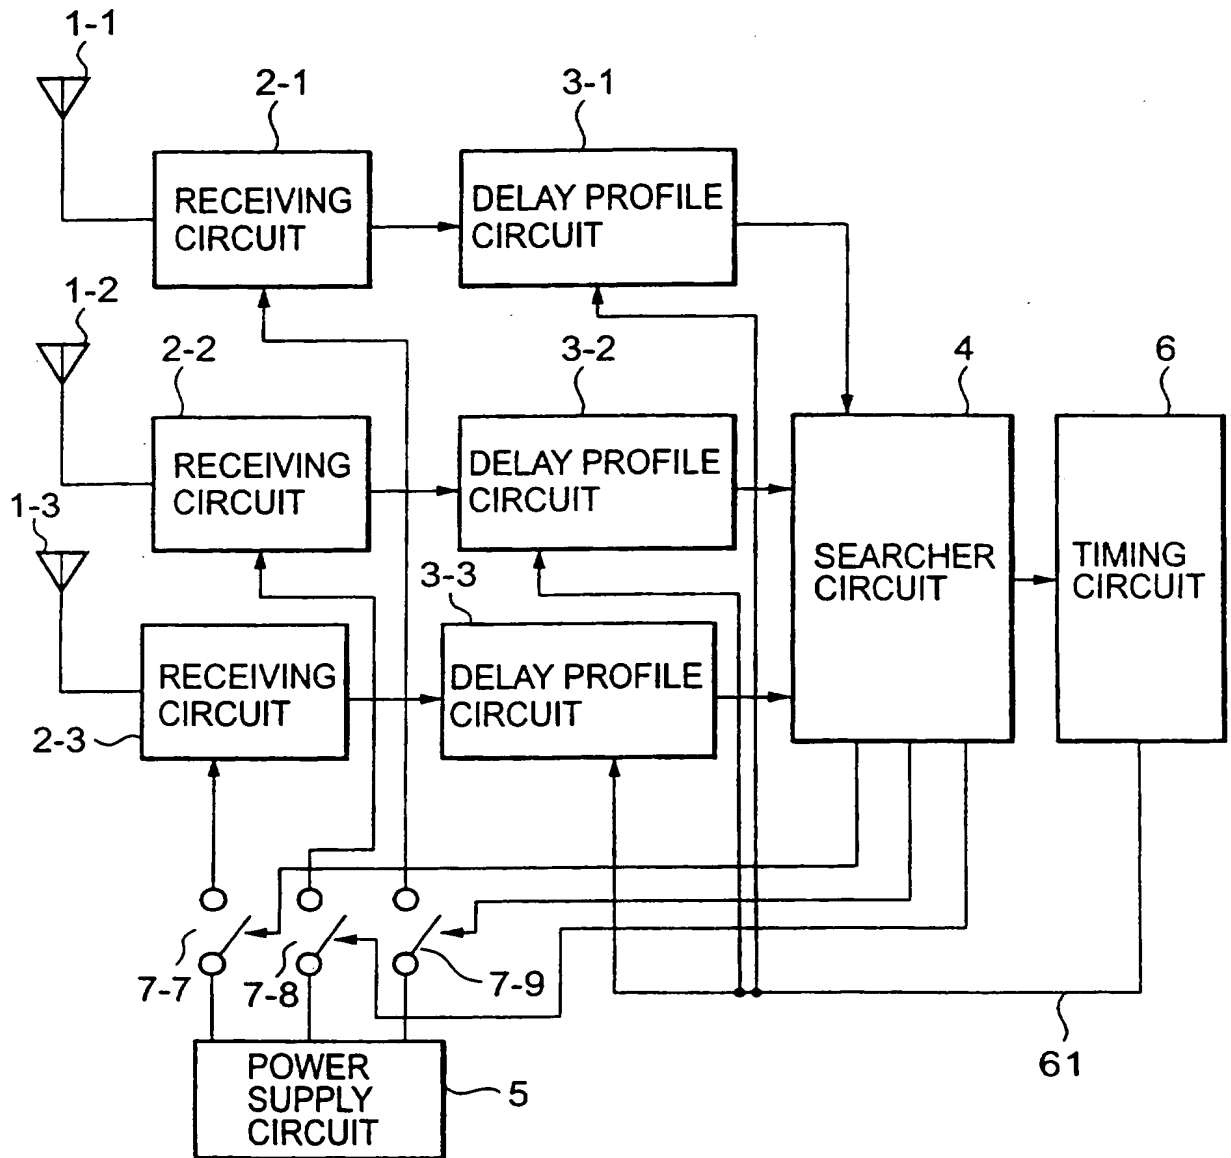 1-1
2-1
3-1
RECEIVING
CIRCUIT
DELAY PROFILE
CIRCUIT
1-2
2-2
3-2
4
6
RECEIVING
CIRCUIT
DELAY PROFILE
CIRCUIT
1-3
3-3
SEARCHER
CIRCUIT
TIMING
CIRCUIT
RECEIVING
CIRCUIT
DELAY PROFILE
CIRCUIT
2-3
7-7
7-8
7-9
61
POWER
SUPPLY
CIRCUIT
5